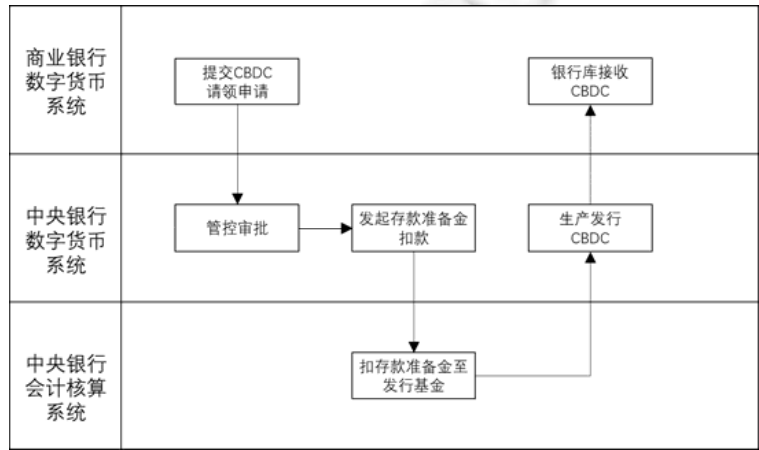 商业银行
数字货币
系统
提交CBDC
请领申请
银行库接收
CBDC
中央银行
数字货币
系统
管控审批
发起存款准备金
扣款
生产发行
CBDC
中央银行
会计核算
系统
扣存款准备金至
发行基金